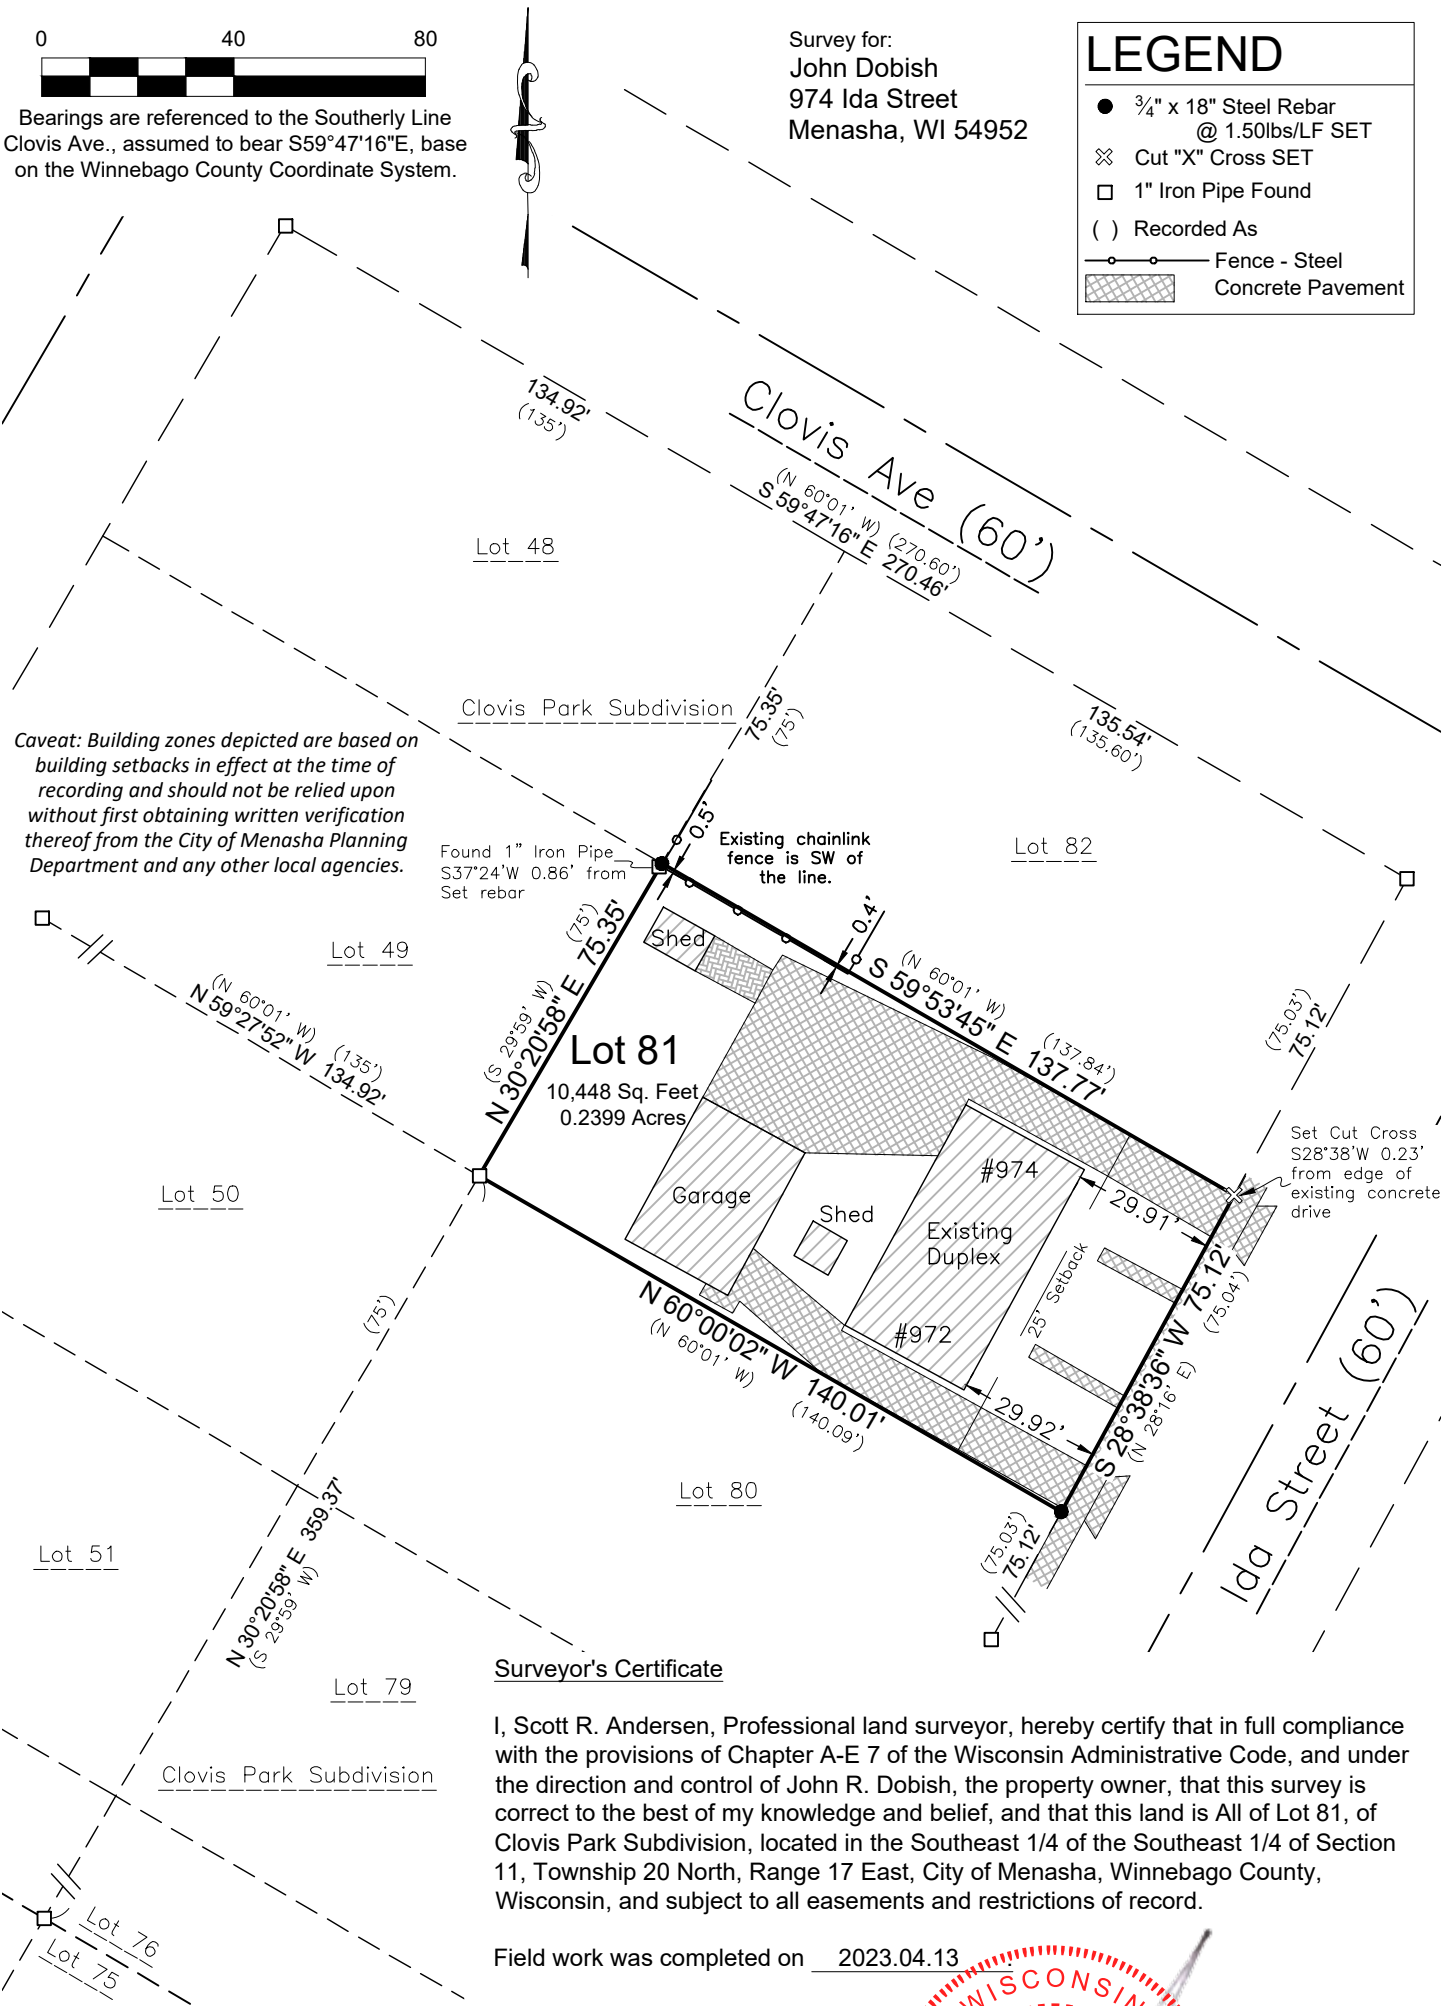 0 40 80
Bearings are referenced to the Southerly Line
Clovis Ave., assumed to bear S59°47'16"E, base
on the Winnebago County Coordinate System.
Survey for:
John Dobish
974 Ida Street
Menasha, WI 54952
LEGEND
3/4" x 18" Steel Rebar
@ 1.50lbs/LF SET
Cut "X" Cross SET
1" Iron Pipe Found
( ) Recorded As
Fence - Steel
Concrete Pavement
134.92'
(135')
Clovis Ave (60')
(N 60°01' W) (270.60')
S 59°47'16" E 270.46'
Lot 48
Clovis Park Subdivision
75.35'
(75')
135.54'
(135.60')
Caveat: Building zones depicted are based on
building setbacks in effect at the time of
recording and should not be relied upon
without first obtaining written verification
thereof from the City of Menasha Planning
Department and any other local agencies.
Found 1" Iron Pipe
S37°24'W 0.86' from
Set rebar
0.5'
Existing chainlink
fence is SW of
the line.
Lot 82
0.4'
Lot 49
(N 60°01' W) (135')
N 59°27'52" W 134.92'
(S 29°59' W) (75')
N 30°20'58" E 75.35'
Shed
(N 60°01' W) (137.84')
S 59°53'45" E 137.77'
(75.03')
75.12'
Lot 81
10,448 Sq. Feet
0.2399 Acres
Set Cut Cross
S28°38'W 0.23'
from edge of
existing concrete
drive
Lot 50
Garage
Shed
#974
Existing
Duplex
#972
29.91'
25' Setback
29.92'
S 28°38'36" W 75.12'
(N 28°16' E) (75.04')
N 60°00'02" W 140.01'
(N 60°01' W) (140.09')
(75')
Ida Street (60')
Lot 80
(75.03')
75.12'
Lot 51
N 30°20'58" E 359.37'
(S 29°59' W)
Lot 79
Clovis Park Subdivision
Lot 76
Lot 75
Surveyor's Certificate
I, Scott R. Andersen, Professional land surveyor, hereby certify that in full compliance
with the provisions of Chapter A-E 7 of the Wisconsin Administrative Code, and under
the direction and control of John R. Dobish, the property owner, that this survey is
correct to the best of my knowledge and belief, and that this land is All of Lot 81, of
Clovis Park Subdivision, located in the Southeast 1/4 of the Southeast 1/4 of Section
11, Township 20 North, Range 17 East, City of Menasha, Winnebago County,
Wisconsin, and subject to all easements and restrictions of record.
Field work was completed on 2023.04.13.
WISCONSIN